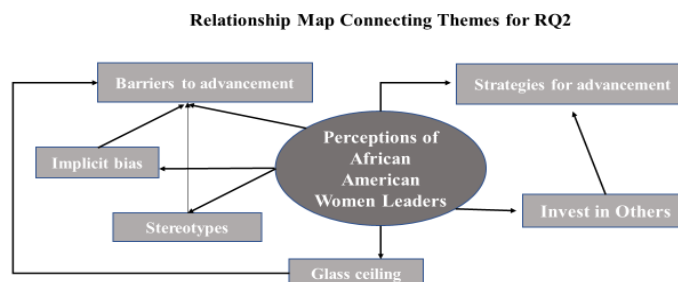 Relationship Map Connecting Themes for RQ2
Barriers to advancement
Strategies for advancement
Perceptions of
African
American
Women Leaders
Implicit bias
Invest in Others
Stereotypes
Glass ceiling